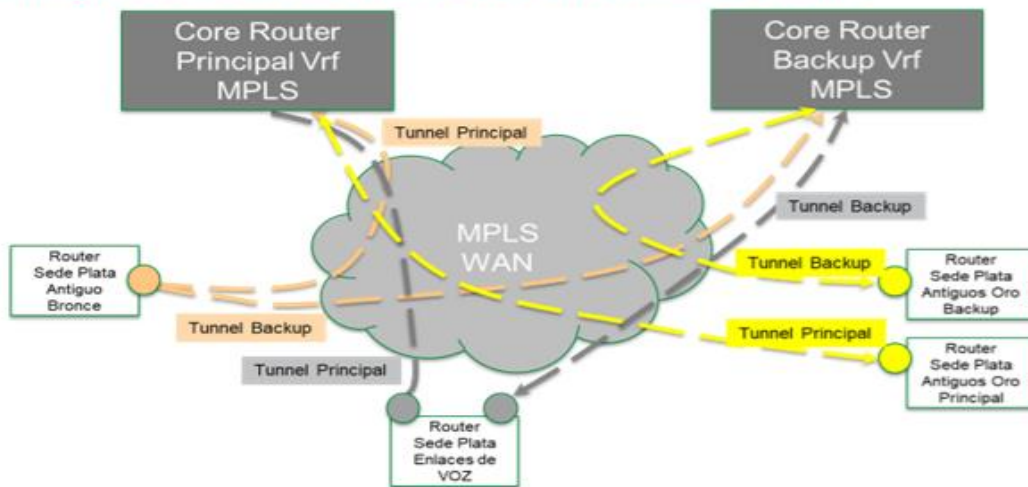 Core Router
Principal Vrf
MPLS
Core Router
Backup Vrf
MPLS
Tunnel Principal
MPLS
WAN
Tunnel Backup
Router
Sede Plata
Antiguo
Bronce
Tunnel Backup
Router
Sede Plata
Antiguos Oro
Backup
Tunnel Backup
Tunnel Principal
Router
Sede Plata
Antiguos Oro
Principal
Tunnel Principal
Router
Sede Plata
Enlaces de
VOZ